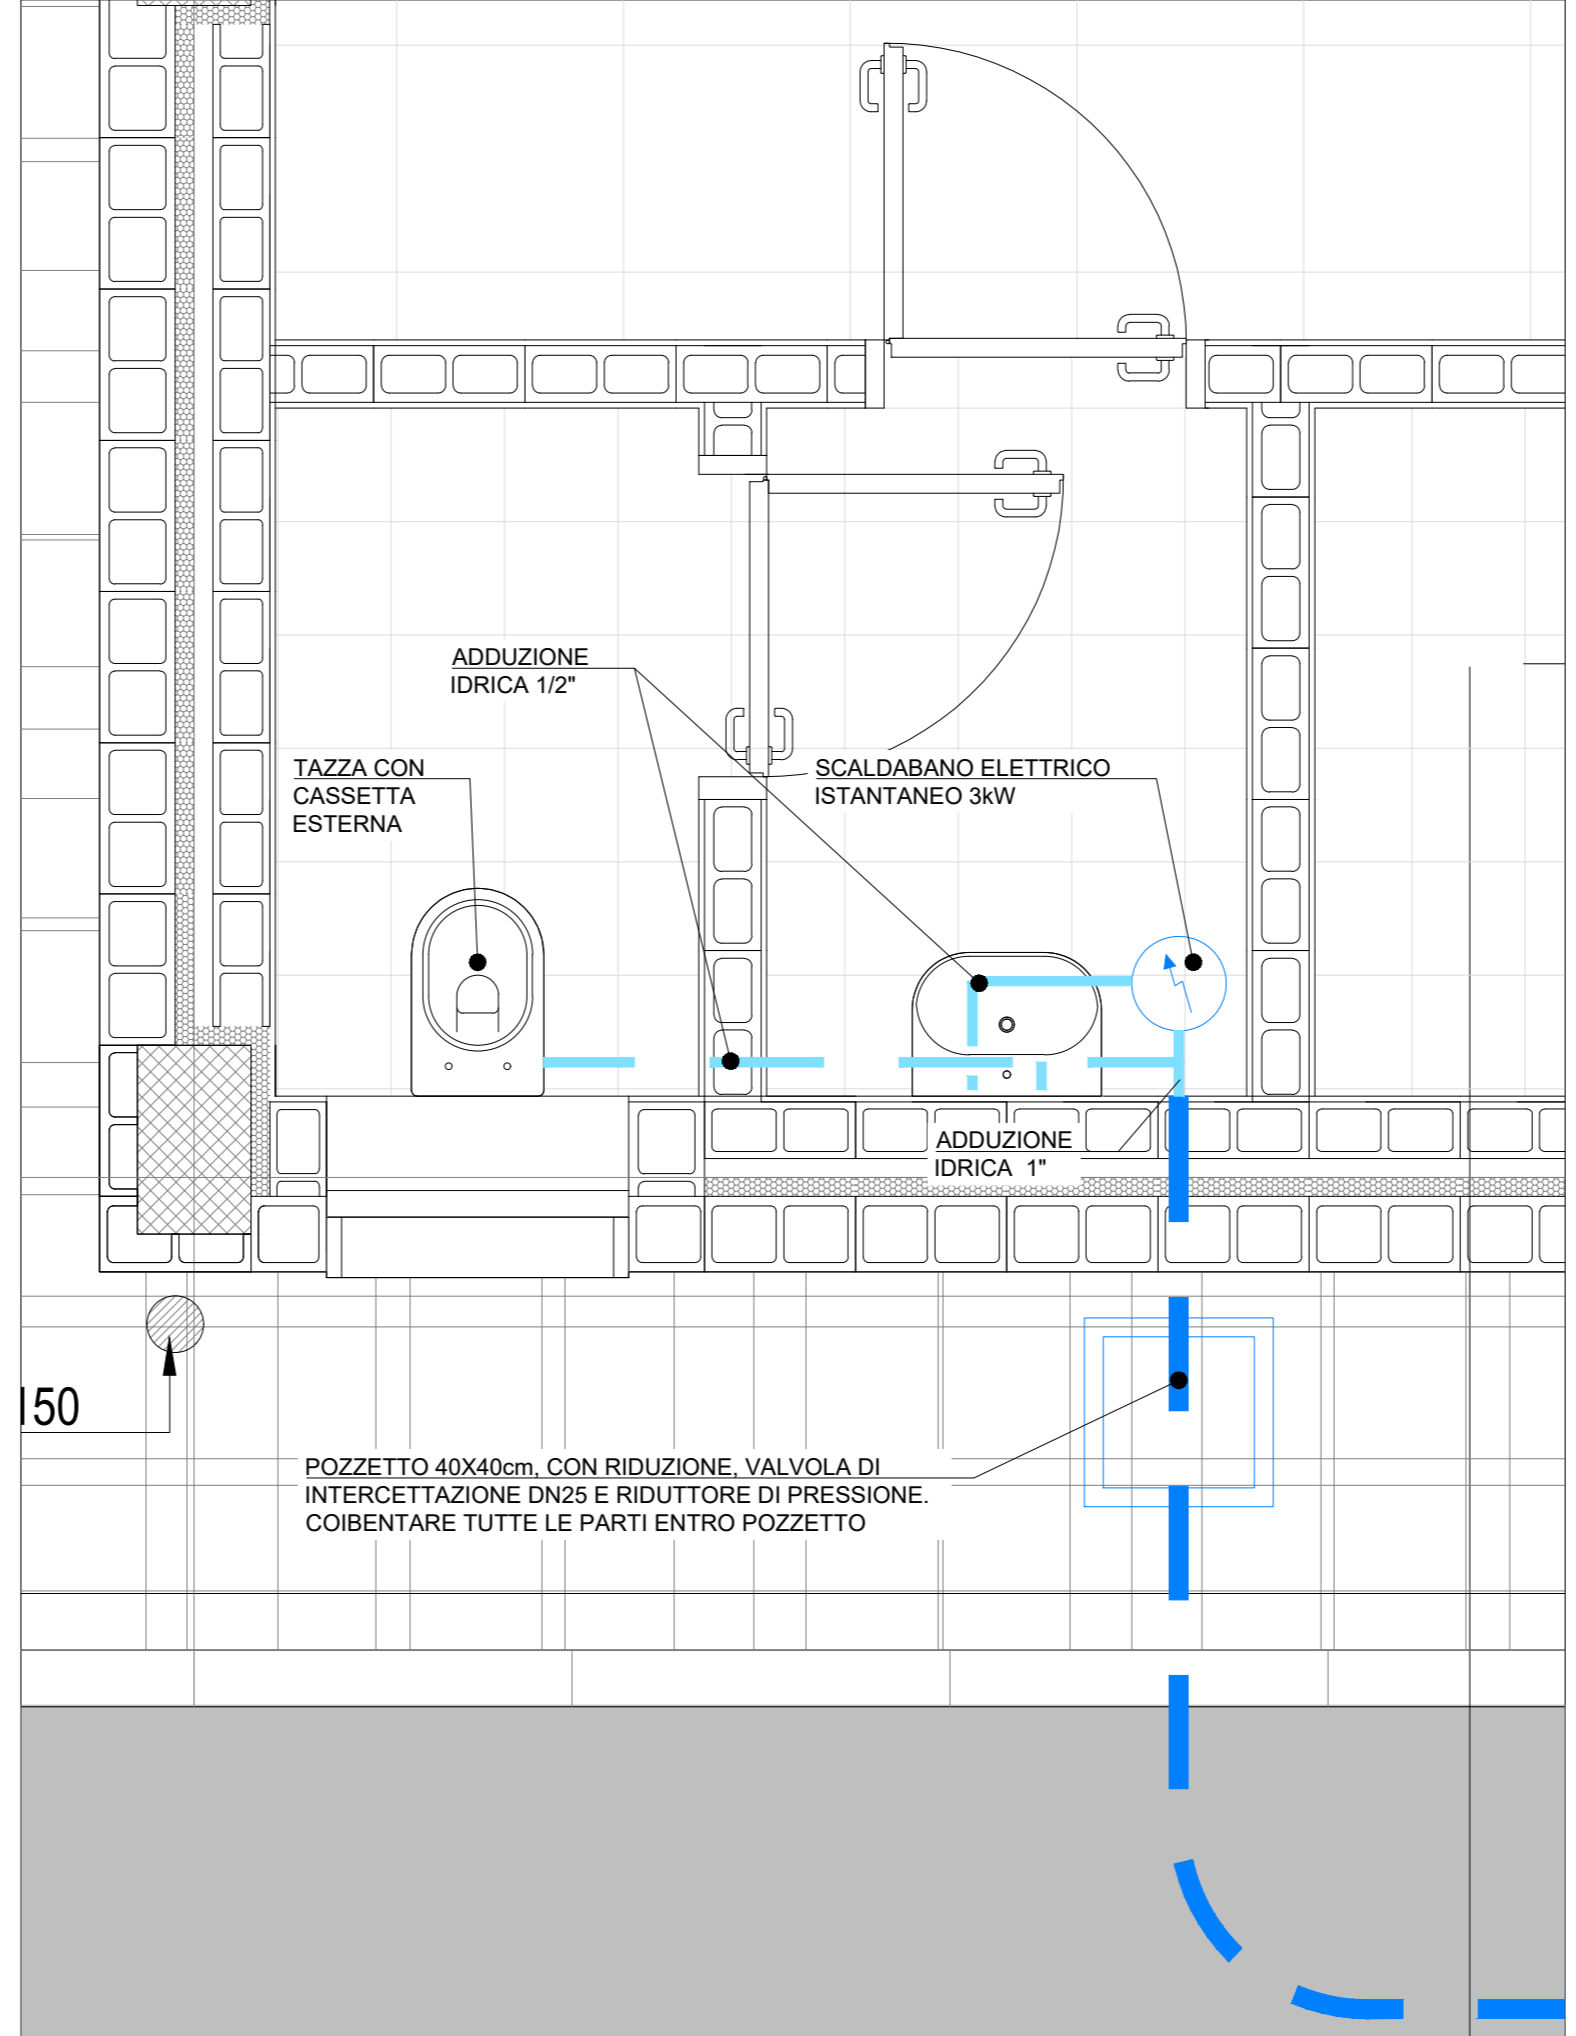 ADDUZIONE
IDRICA 1/2"
TAZZA CON
CASSETTA
ESTERNA
SCALDABANO ELETTRICO
ISTANTANEO 3kW
ADDUZIONE
IDRICA 1"
150
POZZETTO 40X40cm, CON RIDUZIONE, VALVOLA DI
INTERCETTAZIONE DN25 E RIDUTTORE DI PRESSIONE.
COIBENTARE TUTTE LE PARTI ENTRO POZZETTO